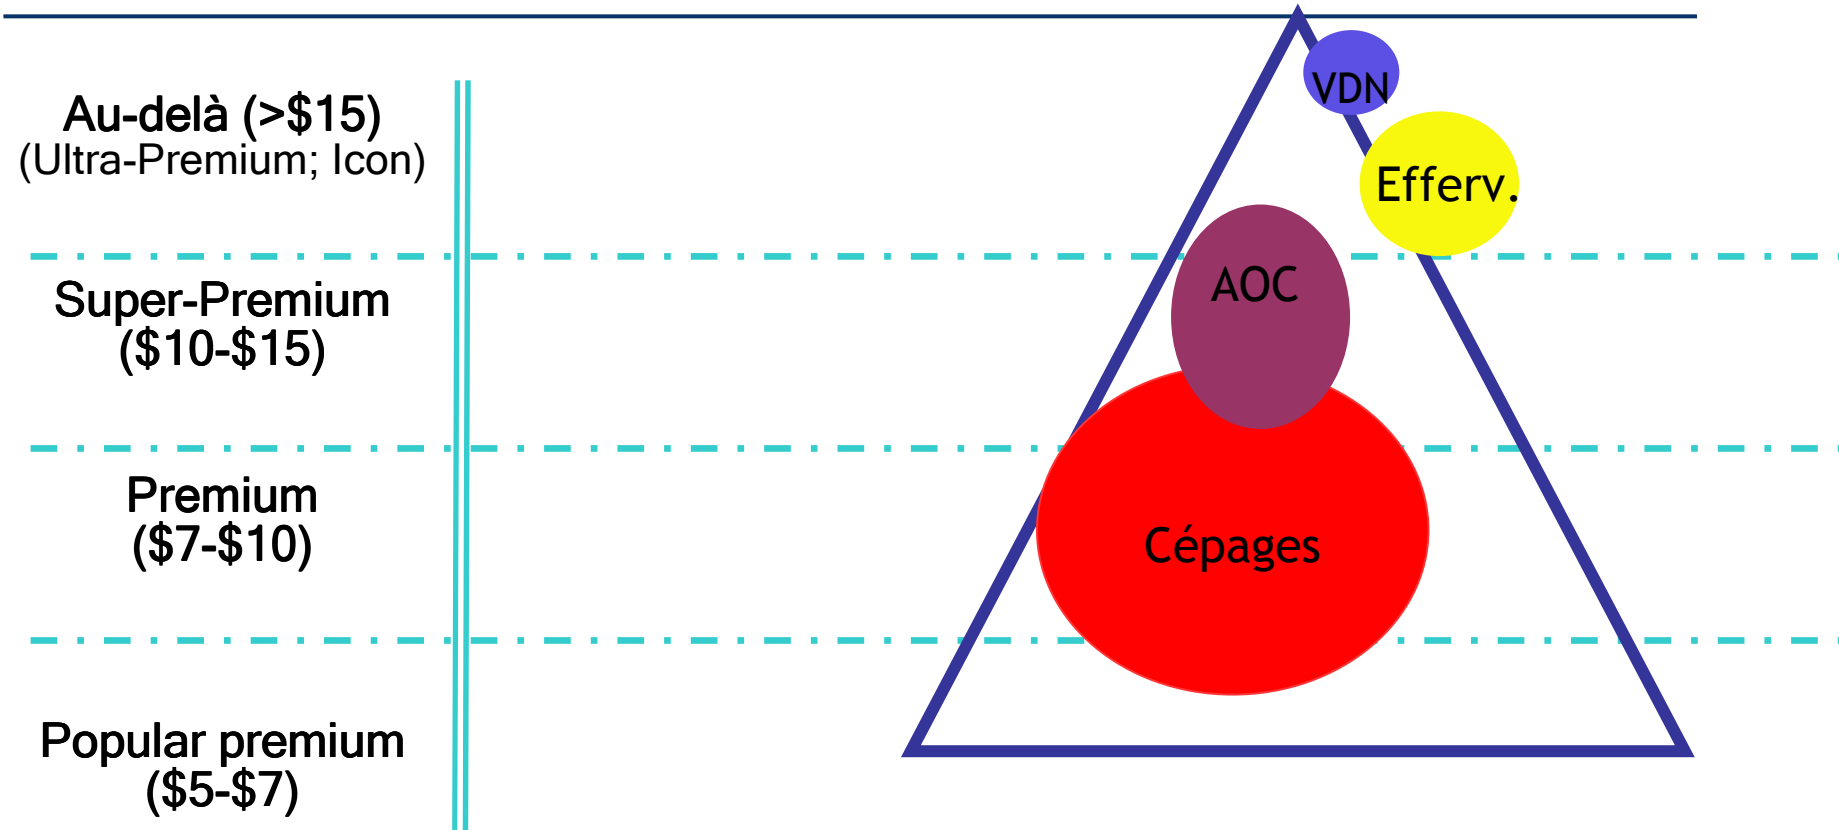 Au-delà (>$15)
(Ultra-Premium; Icon)
Super-Premium
($10-$15)
Premium
($7-$10)
Popular premium
($5-$7)
VDN
Efferv.
AOC
Cépages